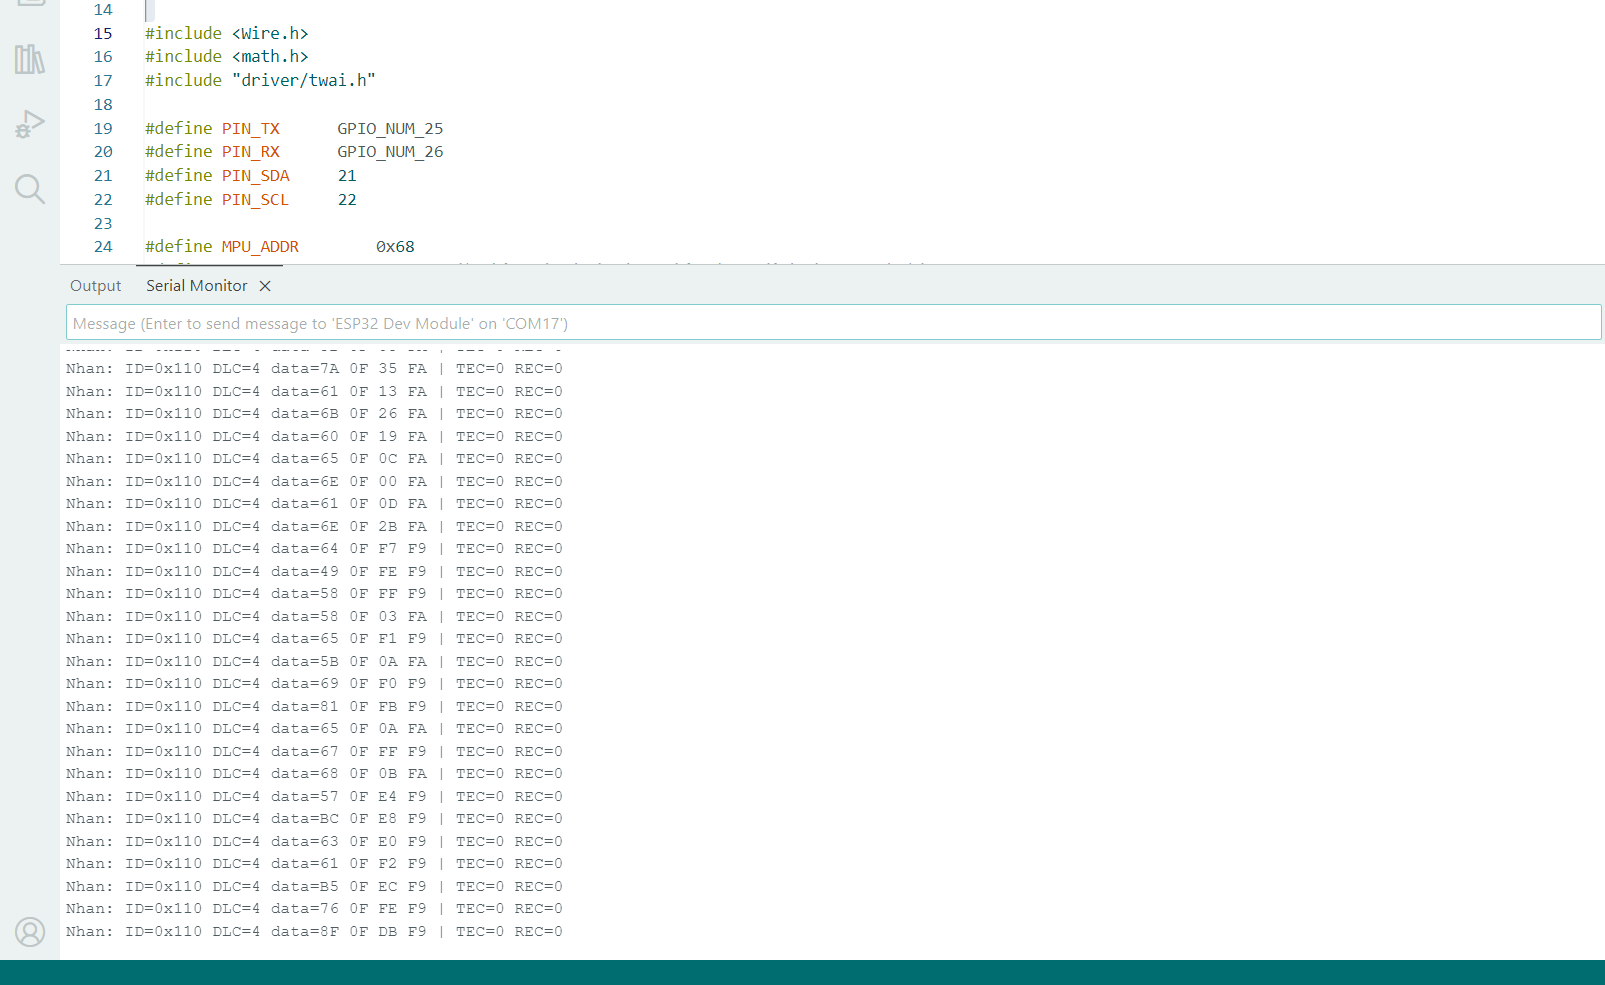 14
15 #include <Wire.h>
16 #include <math.h>
17 #include "driver/twai.h"
18
19 #define PIN_TX GPIO_NUM_25
20 #define PIN_RX GPIO_NUM_26
21 #define PIN_SDA 21
22 #define PIN_SCL 22
23
24 #define MPU_ADDR 0x68
Output Serial Monitor
Message (Enter to send message to 'ESP32 Dev Module' on 'COM17')
Nhan: ID=0x110 DLC=4 data=7A 0F 35 FA | TEC=0 REC=0
Nhan: ID=0x110 DLC=4 data=61 0F 13 FA | TEC=0 REC=0
Nhan: ID=0x110 DLC=4 data=6B 0F 26 FA | TEC=0 REC=0
Nhan: ID=0x110 DLC=4 data=60 0F 19 FA | TEC=0 REC=0
Nhan: ID=0x110 DLC=4 data=65 0F 0C FA | TEC=0 REC=0
Nhan: ID=0x110 DLC=4 data=6E 0F 00 FA | TEC=0 REC=0
Nhan: ID=0x110 DLC=4 data=61 0F 0D FA | TEC=0 REC=0
Nhan: ID=0x110 DLC=4 data=6E 0F 2B FA | TEC=0 REC=0
Nhan: ID=0x110 DLC=4 data=64 0F F7 F9 | TEC=0 REC=0
Nhan: ID=0x110 DLC=4 data=49 0F FE F9 | TEC=0 REC=0
Nhan: ID=0x110 DLC=4 data=58 0F FF F9 | TEC=0 REC=0
Nhan: ID=0x110 DLC=4 data=58 0F 03 FA | TEC=0 REC=0
Nhan: ID=0x110 DLC=4 data=65 0F F1 F9 | TEC=0 REC=0
Nhan: ID=0x110 DLC=4 data=5B 0F 0A FA | TEC=0 REC=0
Nhan: ID=0x110 DLC=4 data=69 0F F0 F9 | TEC=0 REC=0
Nhan: ID=0x110 DLC=4 data=81 0F FB F9 | TEC=0 REC=0
Nhan: ID=0x110 DLC=4 data=65 0F 0A FA | TEC=0 REC=0
Nhan: ID=0x110 DLC=4 data=67 0F FF F9 | TEC=0 REC=0
Nhan: ID=0x110 DLC=4 data=68 0F 0B FA | TEC=0 REC=0
Nhan: ID=0x110 DLC=4 data=57 0F E4 F9 | TEC=0 REC=0
Nhan: ID=0x110 DLC=4 data=BC 0F E8 F9 | TEC=0 REC=0
Nhan: ID=0x110 DLC=4 data=63 0F E0 F9 | TEC=0 REC=0
Nhan: ID=0x110 DLC=4 data=61 0F F2 F9 | TEC=0 REC=0
Nhan: ID=0x110 DLC=4 data=B5 0F EC F9 | TEC=0 REC=0
Nhan: ID=0x110 DLC=4 data=76 0F FE F9 | TEC=0 REC=0
Nhan: ID=0x110 DLC=4 data=8F 0F DB F9 | TEC=0 REC=0